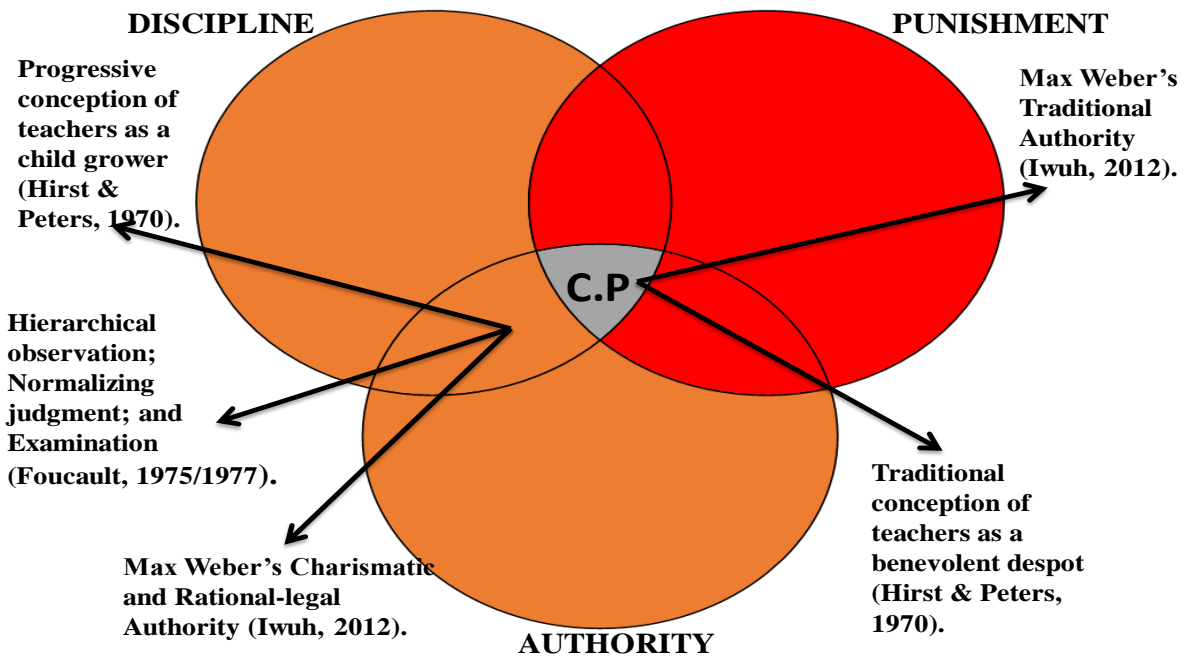 DISCIPLINE
PUNISHMENT
Progressive
conception of
teachers as a
child grower
(Hirst &
Peters, 1970).
Max Weber’s
Traditional
Authority
(Iwuh, 2012).
C.P
Hierarchical
observation;
Normalizing
judgment; and
Examination
(Foucault, 1975/1977).
Traditional
conception of
teachers as a
benevolent despot
(Hirst & Peters,
1970).
Max Weber’s Charismatic
and Rational-legal
Authority (Iwuh, 2012).
AUTHORITY